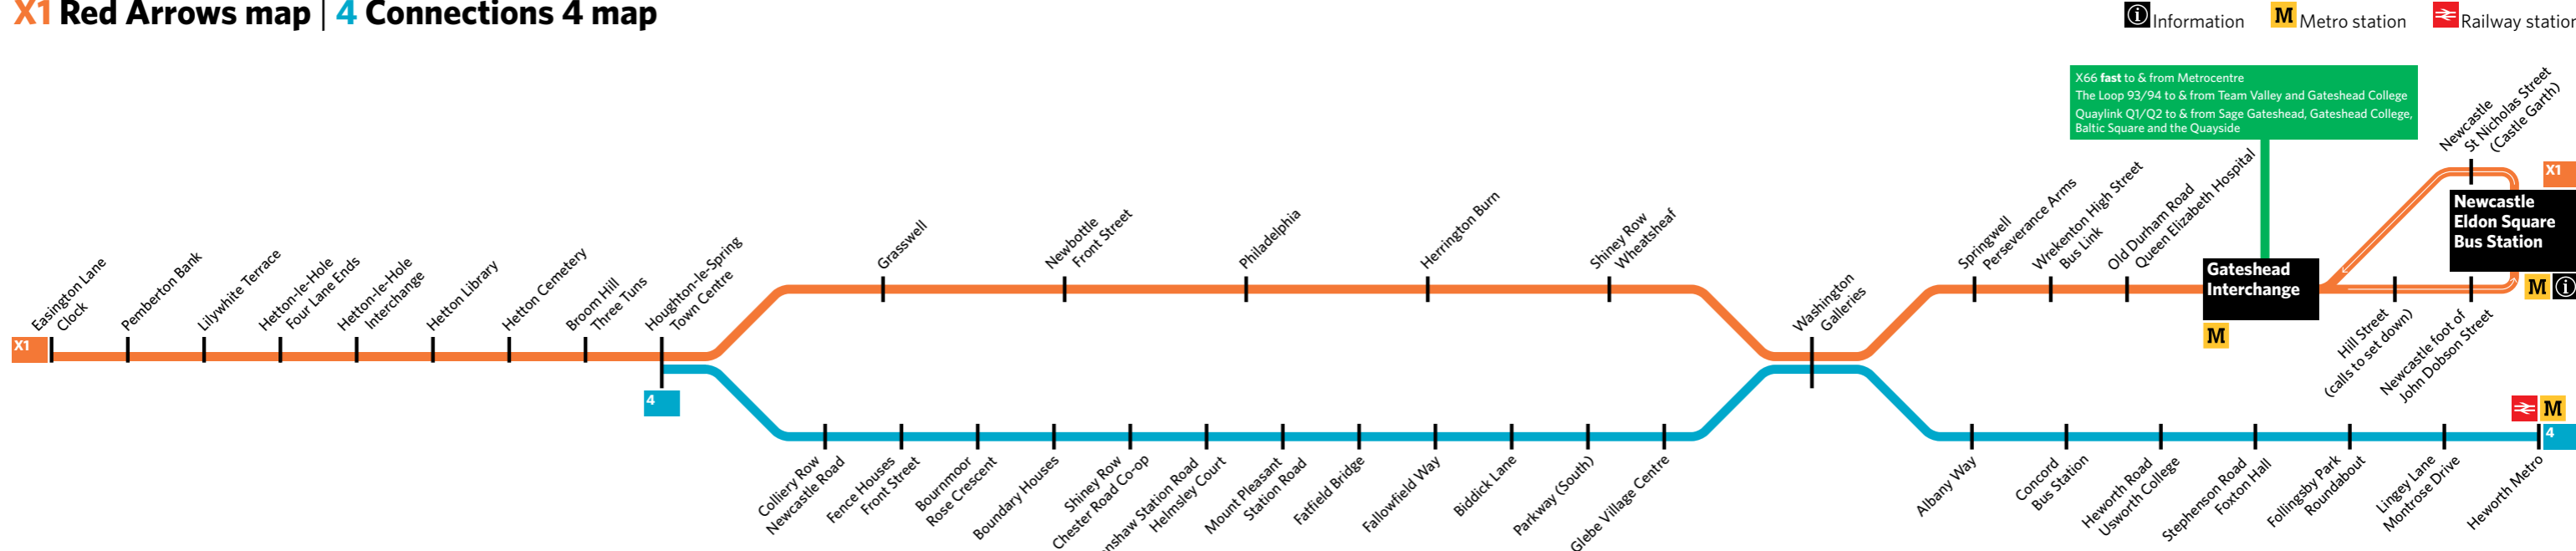 X1 Red Arrows map | 4 Connections 4 map
i Information
M Metro station
Railway station
X66 fast to & from Metrocentre
The Loop 93/94 to & from Team Valley and Gateshead College
Quaylink Q1/Q2 to & from Sage Gateshead, Gateshead College,
Baltic Square and the Quayside
X1
Easington Lane
Clock
Pemberton Bank
Lilywhite Terrace
Hetton-le-Hole
Four Lane Ends
Hetton-le-Hole
Interchange
Hetton Library
Hetton Cemetery
Broom Hill
Three Tuns
Houghton-le-Spring
Town Centre
Grasswell
Newbottle
Front Street
Philadelphia
Herrington Burn
Shiney Row
Wheatsheaf
Washington
Galleries
Springwell
Perseverance Arms
Wrekenton High Street
Bus Link
Old Durham Road
Queen Elizabeth Hospital
Gateshead
Interchange
M
Hill Street
(calls to set down)
Newcastle foot of
John Dobson Street
Newcastle
St Nicholas Street
(Castle Garth)
X1
Newcastle
Eldon Square
Bus Station
M i
4
Colliery Row
Newcastle Road
Fence Houses
Front Street
Bournmoor
Rose Crescent
Boundary Houses
Shiney Row
Chester Road Co-op
Station Road
Helmsley Court
Mount Pleasant
Station Road
Fatfield Bridge
Fallowfield Way
Biddick Lane
Parkway (South)
Glebe Village Centre
Albany Way
Concord
Bus Station
Heworth Road
Usworth College
Stephenson Road
Foxton Hall
Follingsby Park
Roundabout
Lingey Lane
Montrose Drive
Heworth Metro
M
4